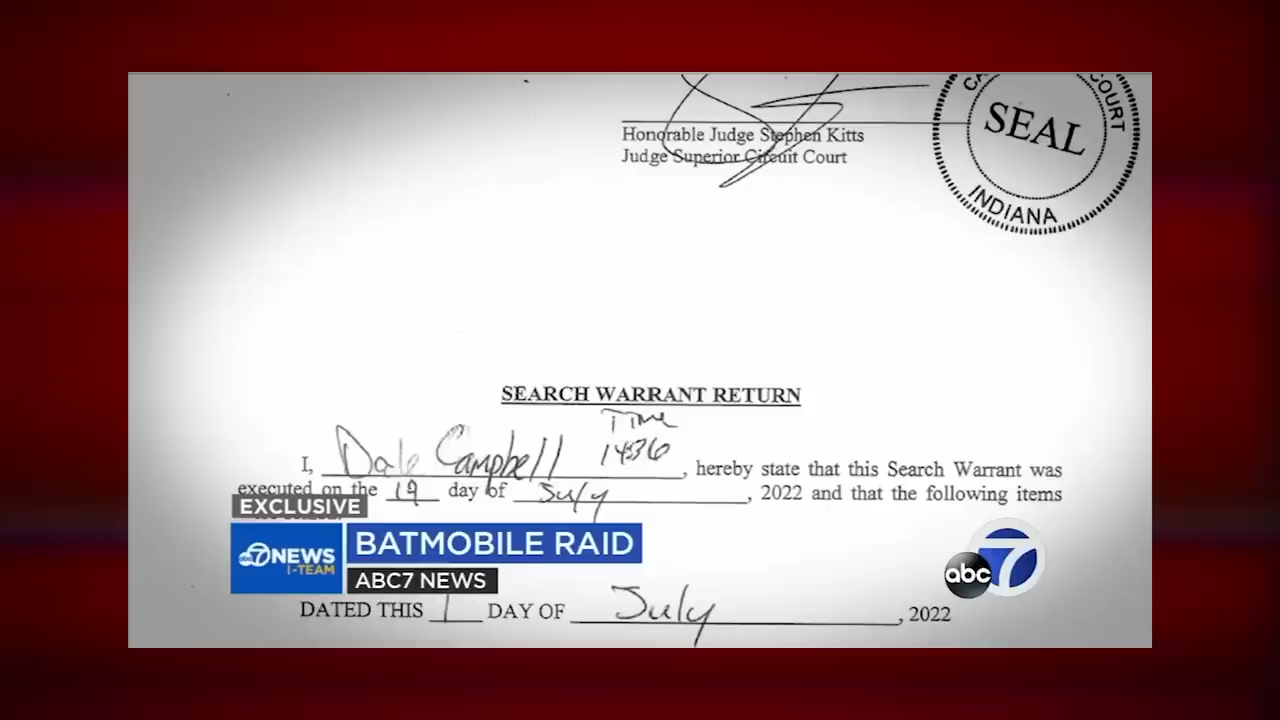 COURT
SEAL
INDIANA
Honorable Judge Stephen Kitts
Judge Superior Circuit Court
SEARCH WARRANT RETURN
Time
1436
I, Dale Campbell, hereby state that this Search Warrant was
executed on the 19 day of July, 2022 and that the following items
EXCLUSIVE
abc7NEWS
I-TEAM
BATMOBILE RAID
ABC7 NEWS
abc7
DATED THIS 1 DAY OF July, 2022